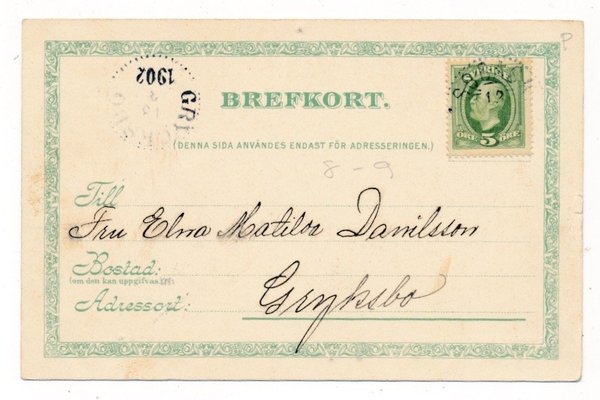 BREFKORT.
(DENNA SIDA ANVÄNDES ENDAST FÖR ADRESSERINGEN.)
1902
8-9
P
ÖRE 5 ÖRE
Till
Fru Elna Matilda Danilsson
Bostad:
(om den kan uppgifvas)
Adressort:
Gryksbo